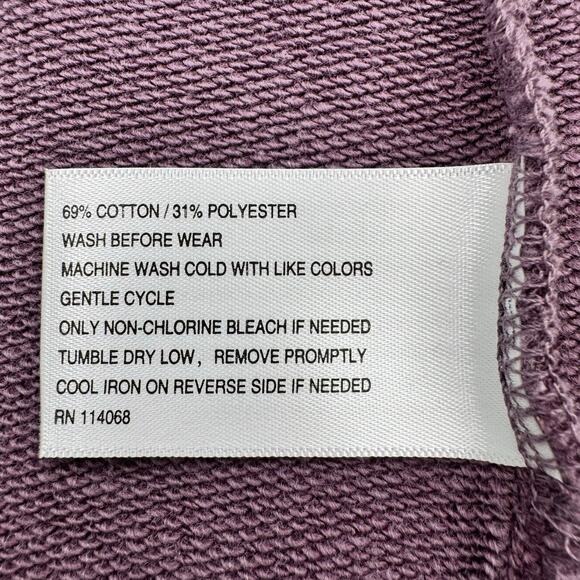 69% COTTON / 31% POLYESTER
WASH BEFORE WEAR
MACHINE WASH COLD WITH LIKE COLORS
GENTLE CYCLE
ONLY NON-CHLORINE BLEACH IF NEEDED
TUMBLE DRY LOW, REMOVE PROMPTLY
COOL IRON ON REVERSE SIDE IF NEEDED
RN 114068